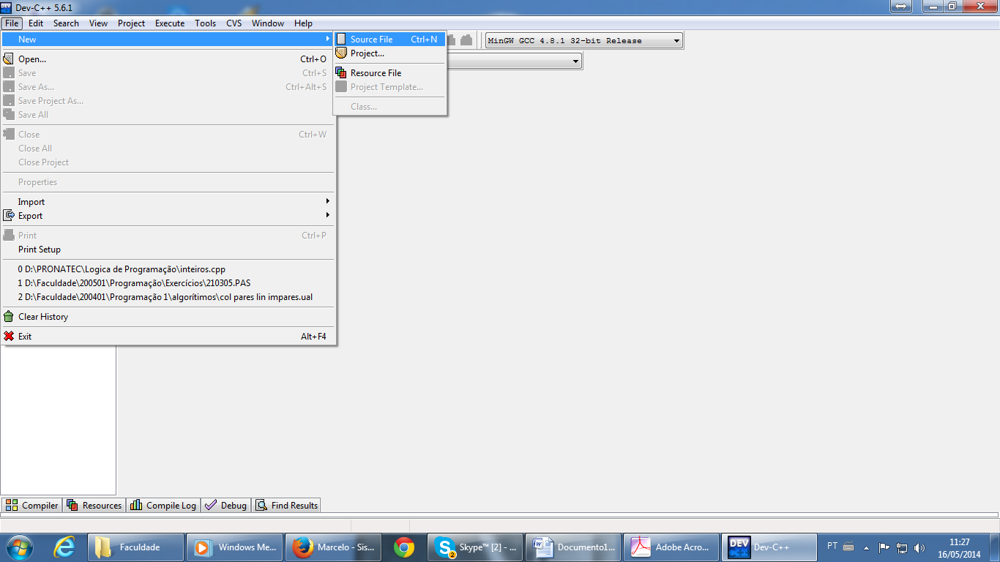 Dev-C++ 5.6.1
File Edit Search View Project Execute Tools CVS Window Help
New
Source File Ctrl+N
Project...
Resource File
Project Template...
Class...
MinGW GCC 4.8.1 32-bit Release
Open... Ctrl+O
Save Ctrl+S
Save As... Ctrl+Alt+S
Save Project As...
Save All
Close Ctrl+W
Close All
Close Project
Properties
Import
Export
Print Ctrl+P
Print Setup
0 D:\PRONATEC\Logica de Programação\inteiros.cpp
1 D:\Faculdade\200501\Programação\Exercícios\210305.PAS
2 D:\Faculdade\200401\Programação 1\algorítimos\col pares lin impares.ual
Clear History
Exit Alt+F4
Compiler Resources Compile Log Debug Find Results
Faculdade Windows Me... Marcelo - Sis... Skype™ [2] - ... Documento1... Adobe Acro... Dev-C++ PT 11:27
16/05/2014